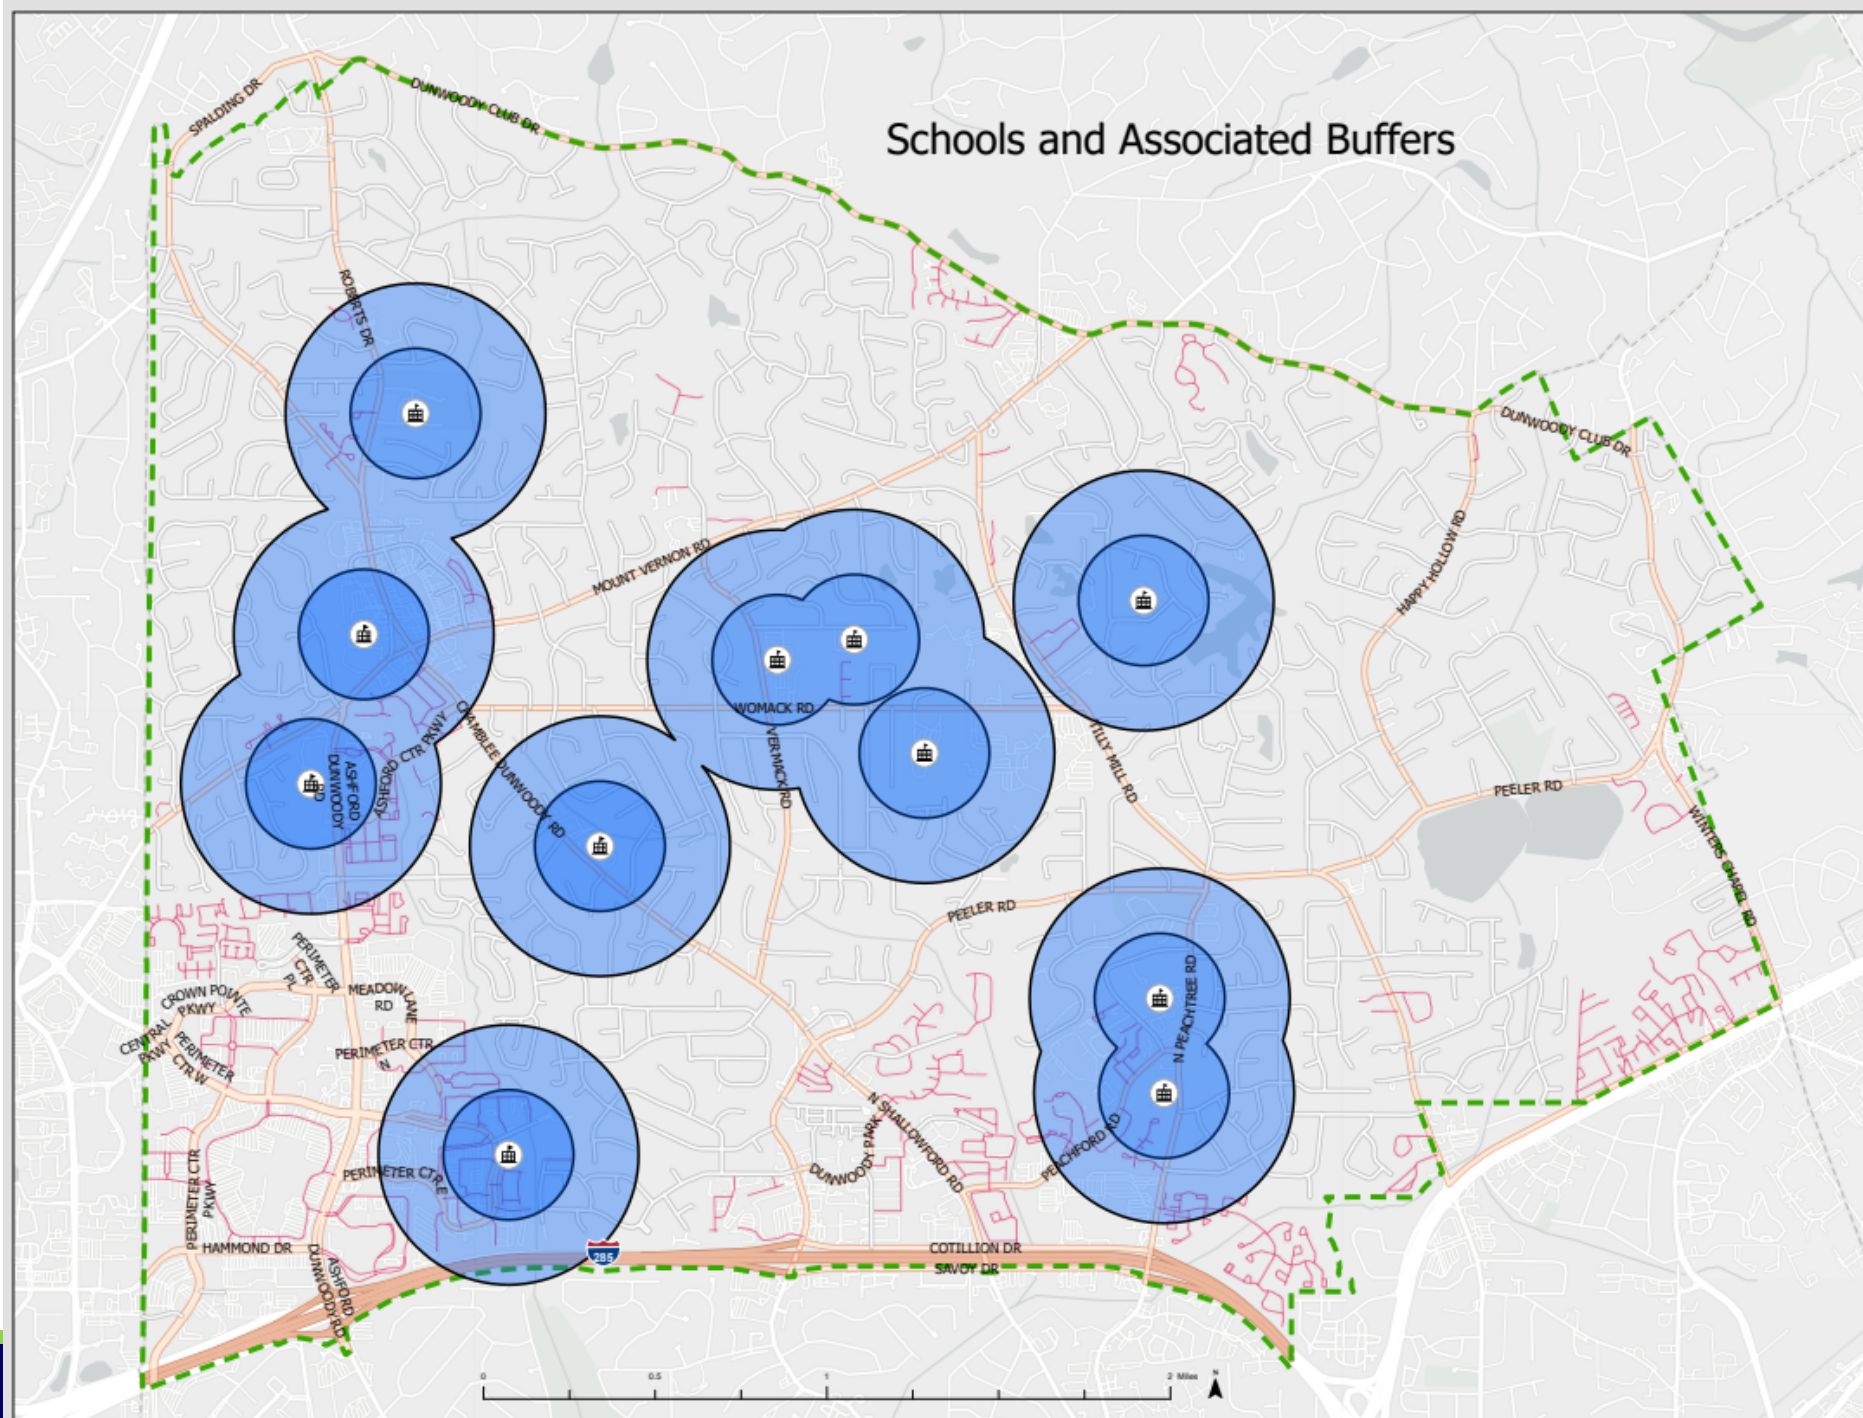 Schools and Associated Buffers
SPALDING DR
DUNWOODY CLUB DR
ROBERTS DR
DUNWOODY CLUB DR
MOUNT VERNON RD
HAPPY HOLLOW RD
WOMACK RD
VERMACK RD
CHAMBLEE DUNWOODY RD
ASHFORD CTR PKWY
ASHFORD
DUNWOODY
RD
TILLY MILL RD
PEELER RD
WINTERS CHAPEL RD
PEELER RD
PERIMETER
CTR
PL
MEADOW LANE
RD
CROWN POINTE
PKWY
CENTRAL
PKWY
PERIMETER
CTR W
PERIMETER CTR
N
N PEACHTREE RD
N SHALLOWFORD RD
DUNWOODY PARK
PEACHFORD RD
PERIMETER CTR E
PERIMETER CTR
PKWY
HAMMOND DR
ASHFORD
DUNWOODY RD
285
COTILLION DR
SAVOY DR
0
0.5
1
2 Miles
N